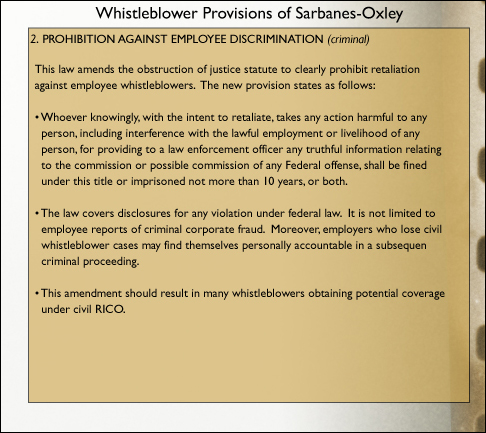 Whistleblower Provisions of Sarbanes-Oxley
2. PROHIBITION AGAINST EMPLOYEE DISCRIMINATION (criminal)
This law amends the obstruction of justice statute to clearly prohibit retaliation
against employee whistleblowers. The new provision states as follows:
• Whoever knowingly, with the intent to retaliate, takes any action harmful to any
person, including interference with the lawful employment or livelihood of any
person, for providing to a law enforcement officer any truthful information relating
to the commission or possible commission of any Federal offense, shall be fined
under this title or imprisoned not more than 10 years, or both.
• The law covers disclosures for any violation under federal law. It is not limited to
employee reports of criminal corporate fraud. Moreover, employers who lose civil
whistleblower cases may find themselves personally accountable in a subsequen
criminal proceeding.
• This amendment should result in many whistleblowers obtaining potential coverage
under civil RICO.